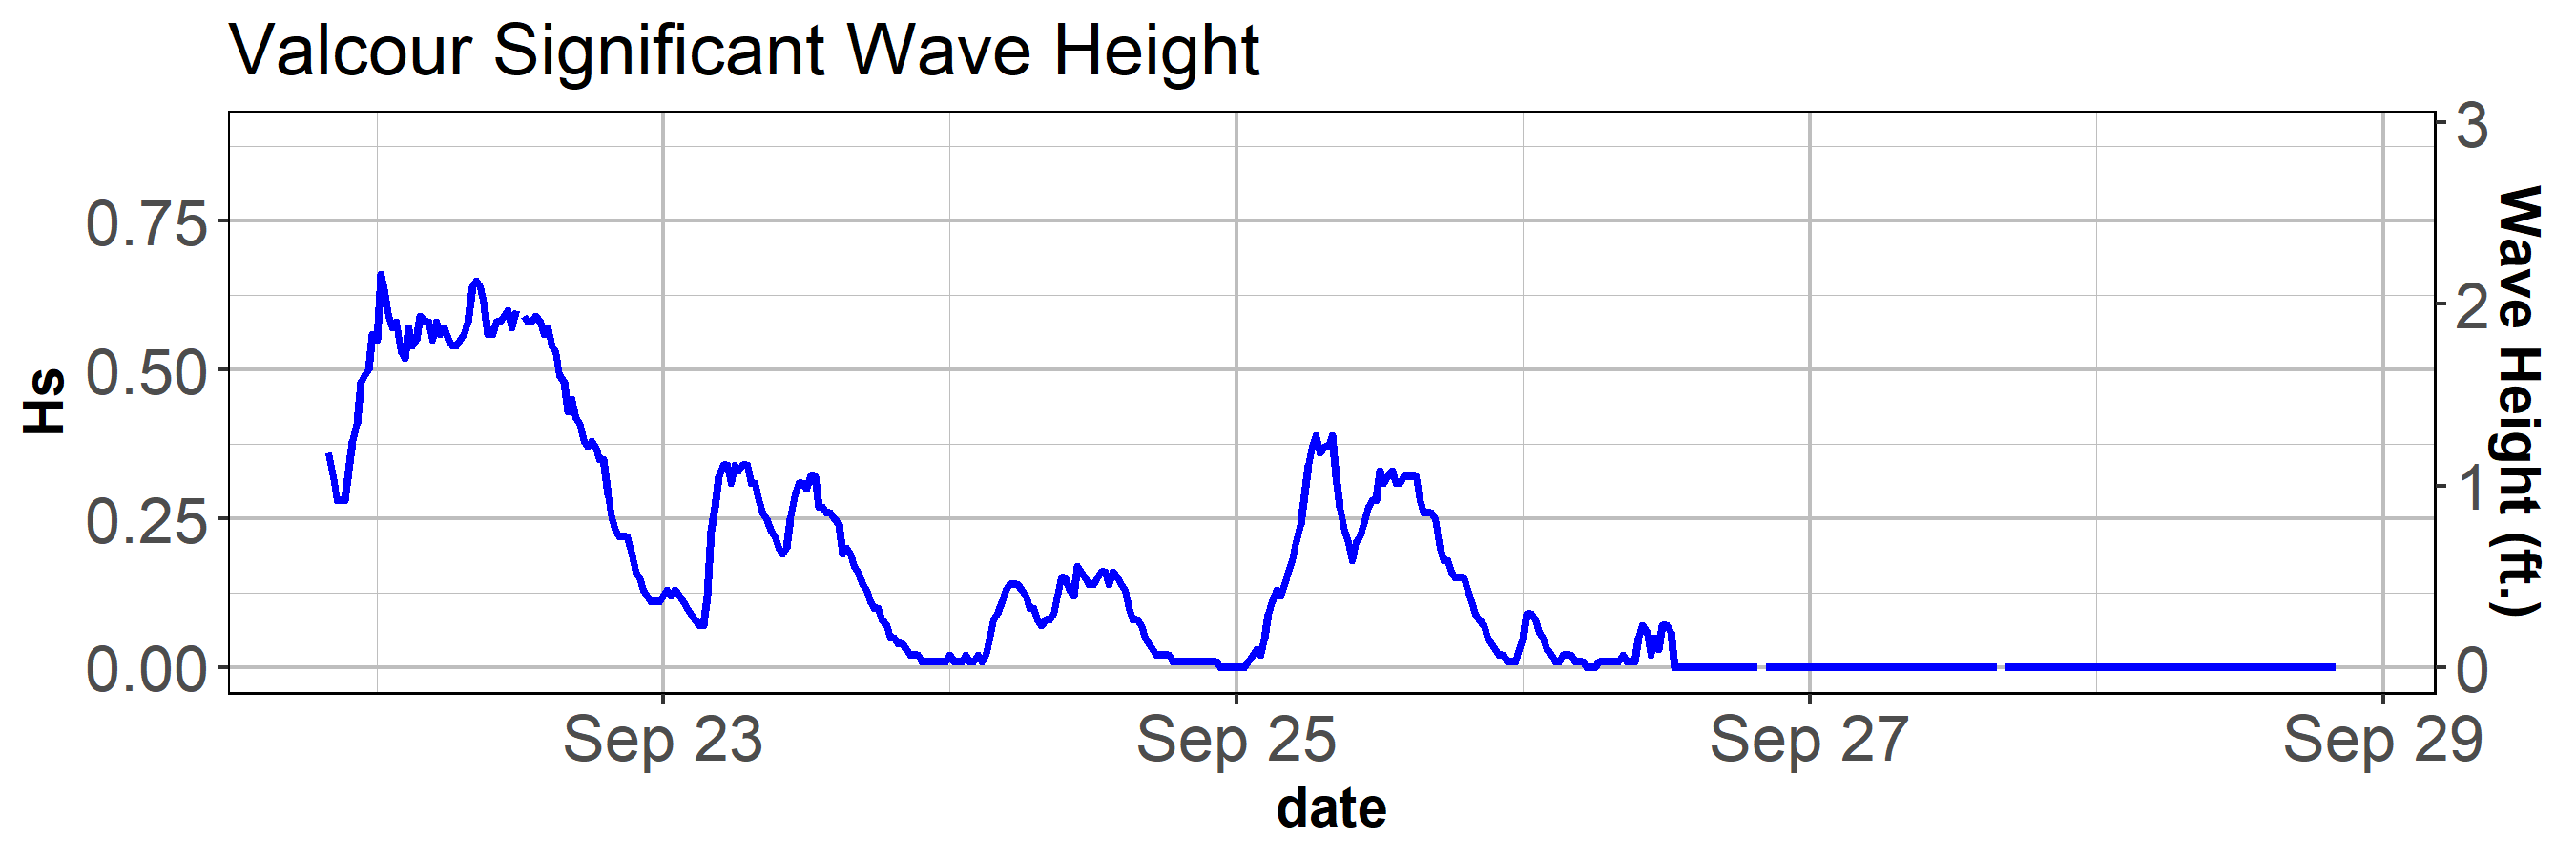 Valcour Significant Wave Height
Hs
0.75
0.50
0.25
0.00
3
2
1
0
Wave Height (ft.)
Sep 23 Sep 25 Sep 27 Sep 29
date